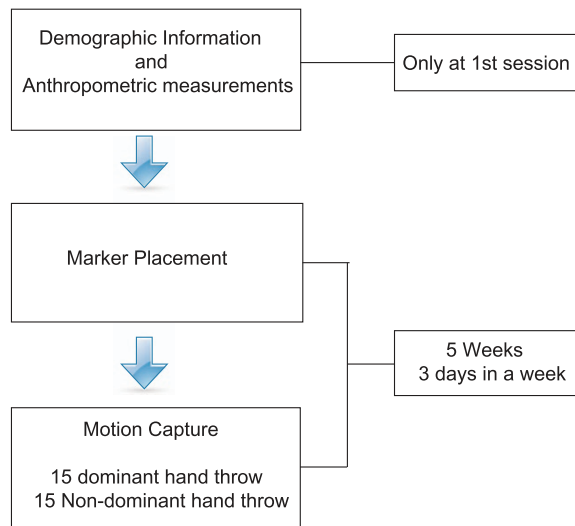 Demographic Information
and
Anthropometric measurements
Only at 1st session
Marker Placement
5 Weeks
3 days in a week
Motion Capture
15 dominant hand throw
15 Non-dominant hand throw